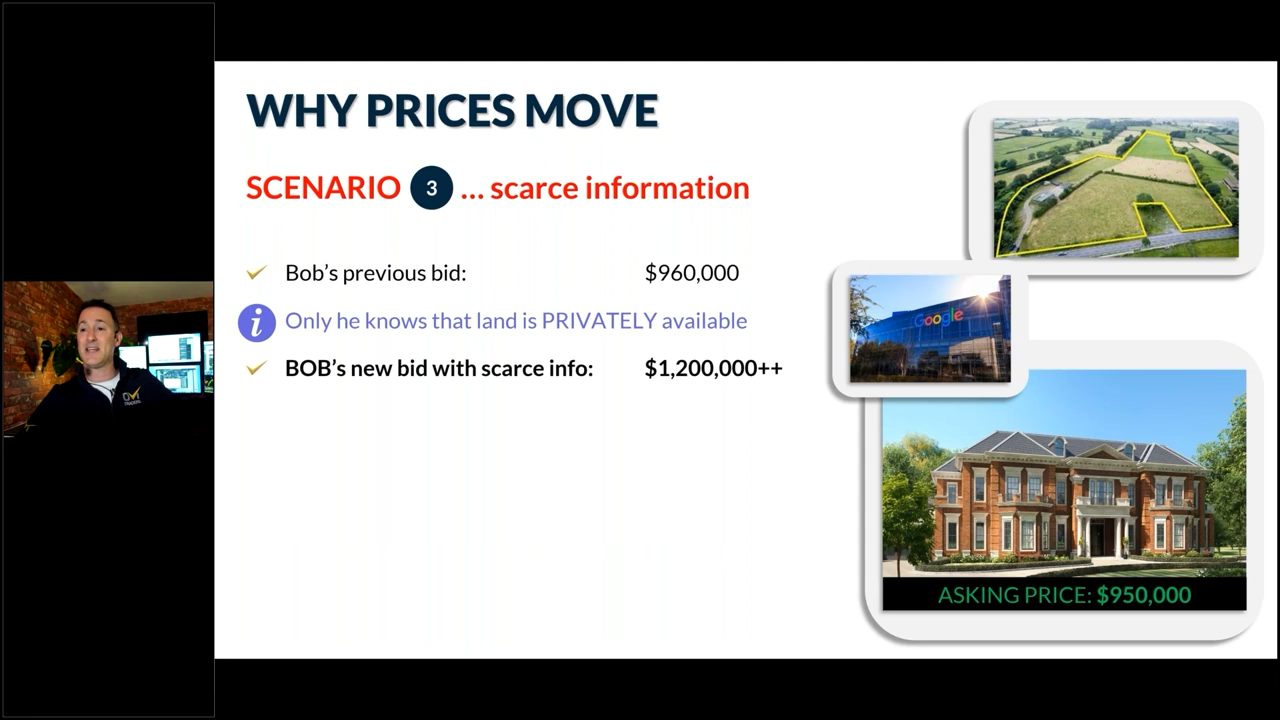 WHY PRICES MOVE
SCENARIO 3 ... scarce information
Bob's previous bid: $960,000
i Only he knows that land is PRIVATELY available
BOB's new bid with scarce info: $1,200,000++
Google
ASKING PRICE: $950,000